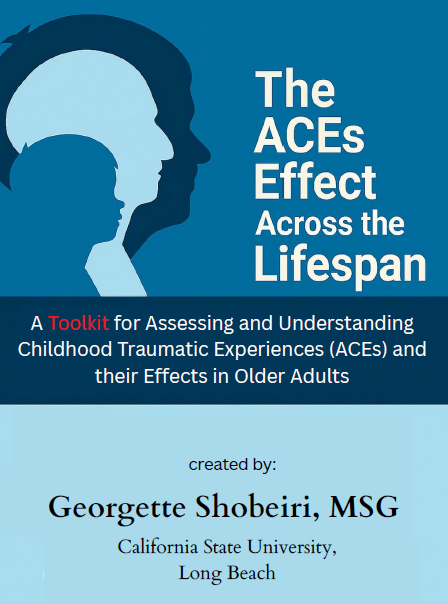 The
ACEs
Effect
Across the
Lifespan
A Toolkit for Assessing and Understanding
Childhood Traumatic Experiences (ACEs) and
their Effects in Older Adults
created by:
Georgette Shobeiri, MSG
California State University,
Long Beach